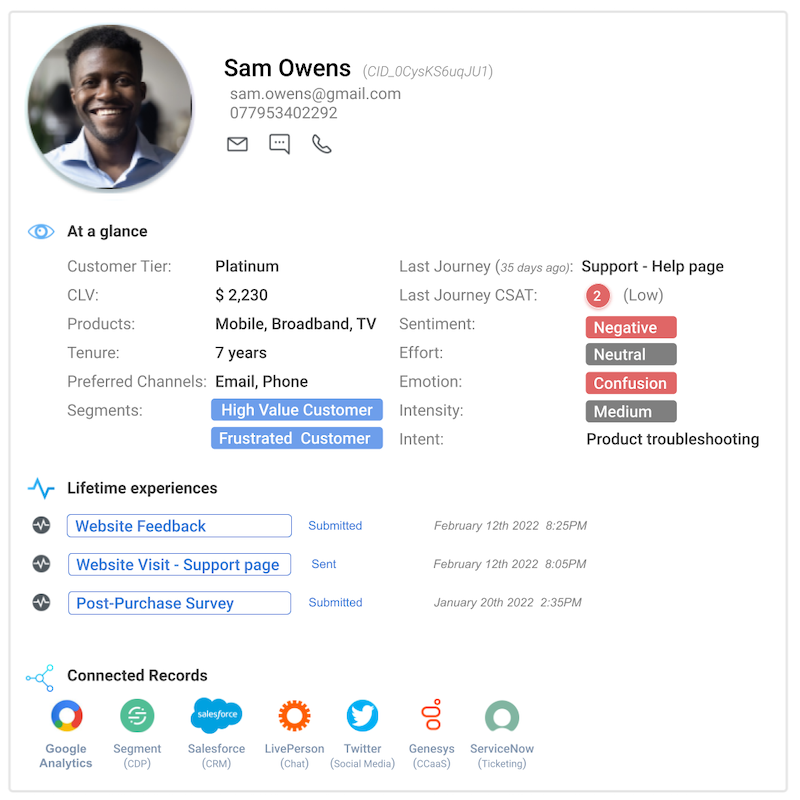 Sam Owens (CID_0CysKS6uqJU1)
sam.owens@gmail.com
077953402292
At a glance
Customer Tier: Platinum
CLV: $ 2,230
Products: Mobile, Broadband, TV
Tenure: 7 years
Preferred Channels: Email, Phone
Segments: High Value Customer
Frustrated Customer
Last Journey (35 days ago): Support - Help page
Last Journey CSAT: 2 (Low)
Sentiment: Negative
Effort: Neutral
Emotion: Confusion
Intensity: Medium
Intent: Product troubleshooting
Lifetime experiences
Website Feedback Submitted February 12th 2022 8:25PM
Website Visit - Support page Sent February 12th 2022 8:05PM
Post-Purchase Survey Submitted January 20th 2022 2:35PM
Connected Records
salesforce
Google
Analytics
Segment
(CDP)
Salesforce
(CRM)
LivePerson
(Chat)
Twitter
(Social Media)
Genesys
(CCaaS)
ServiceNow
(Ticketing)